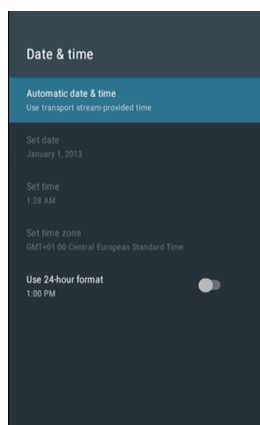 Date & time
Automatic date & time
Use transport stream-provided time
Set date
January 1, 2013
Set time
1:28 AM
Set time zone
GMT+01:00 Central European Standard Time
Use 24-hour format
1:00 PM